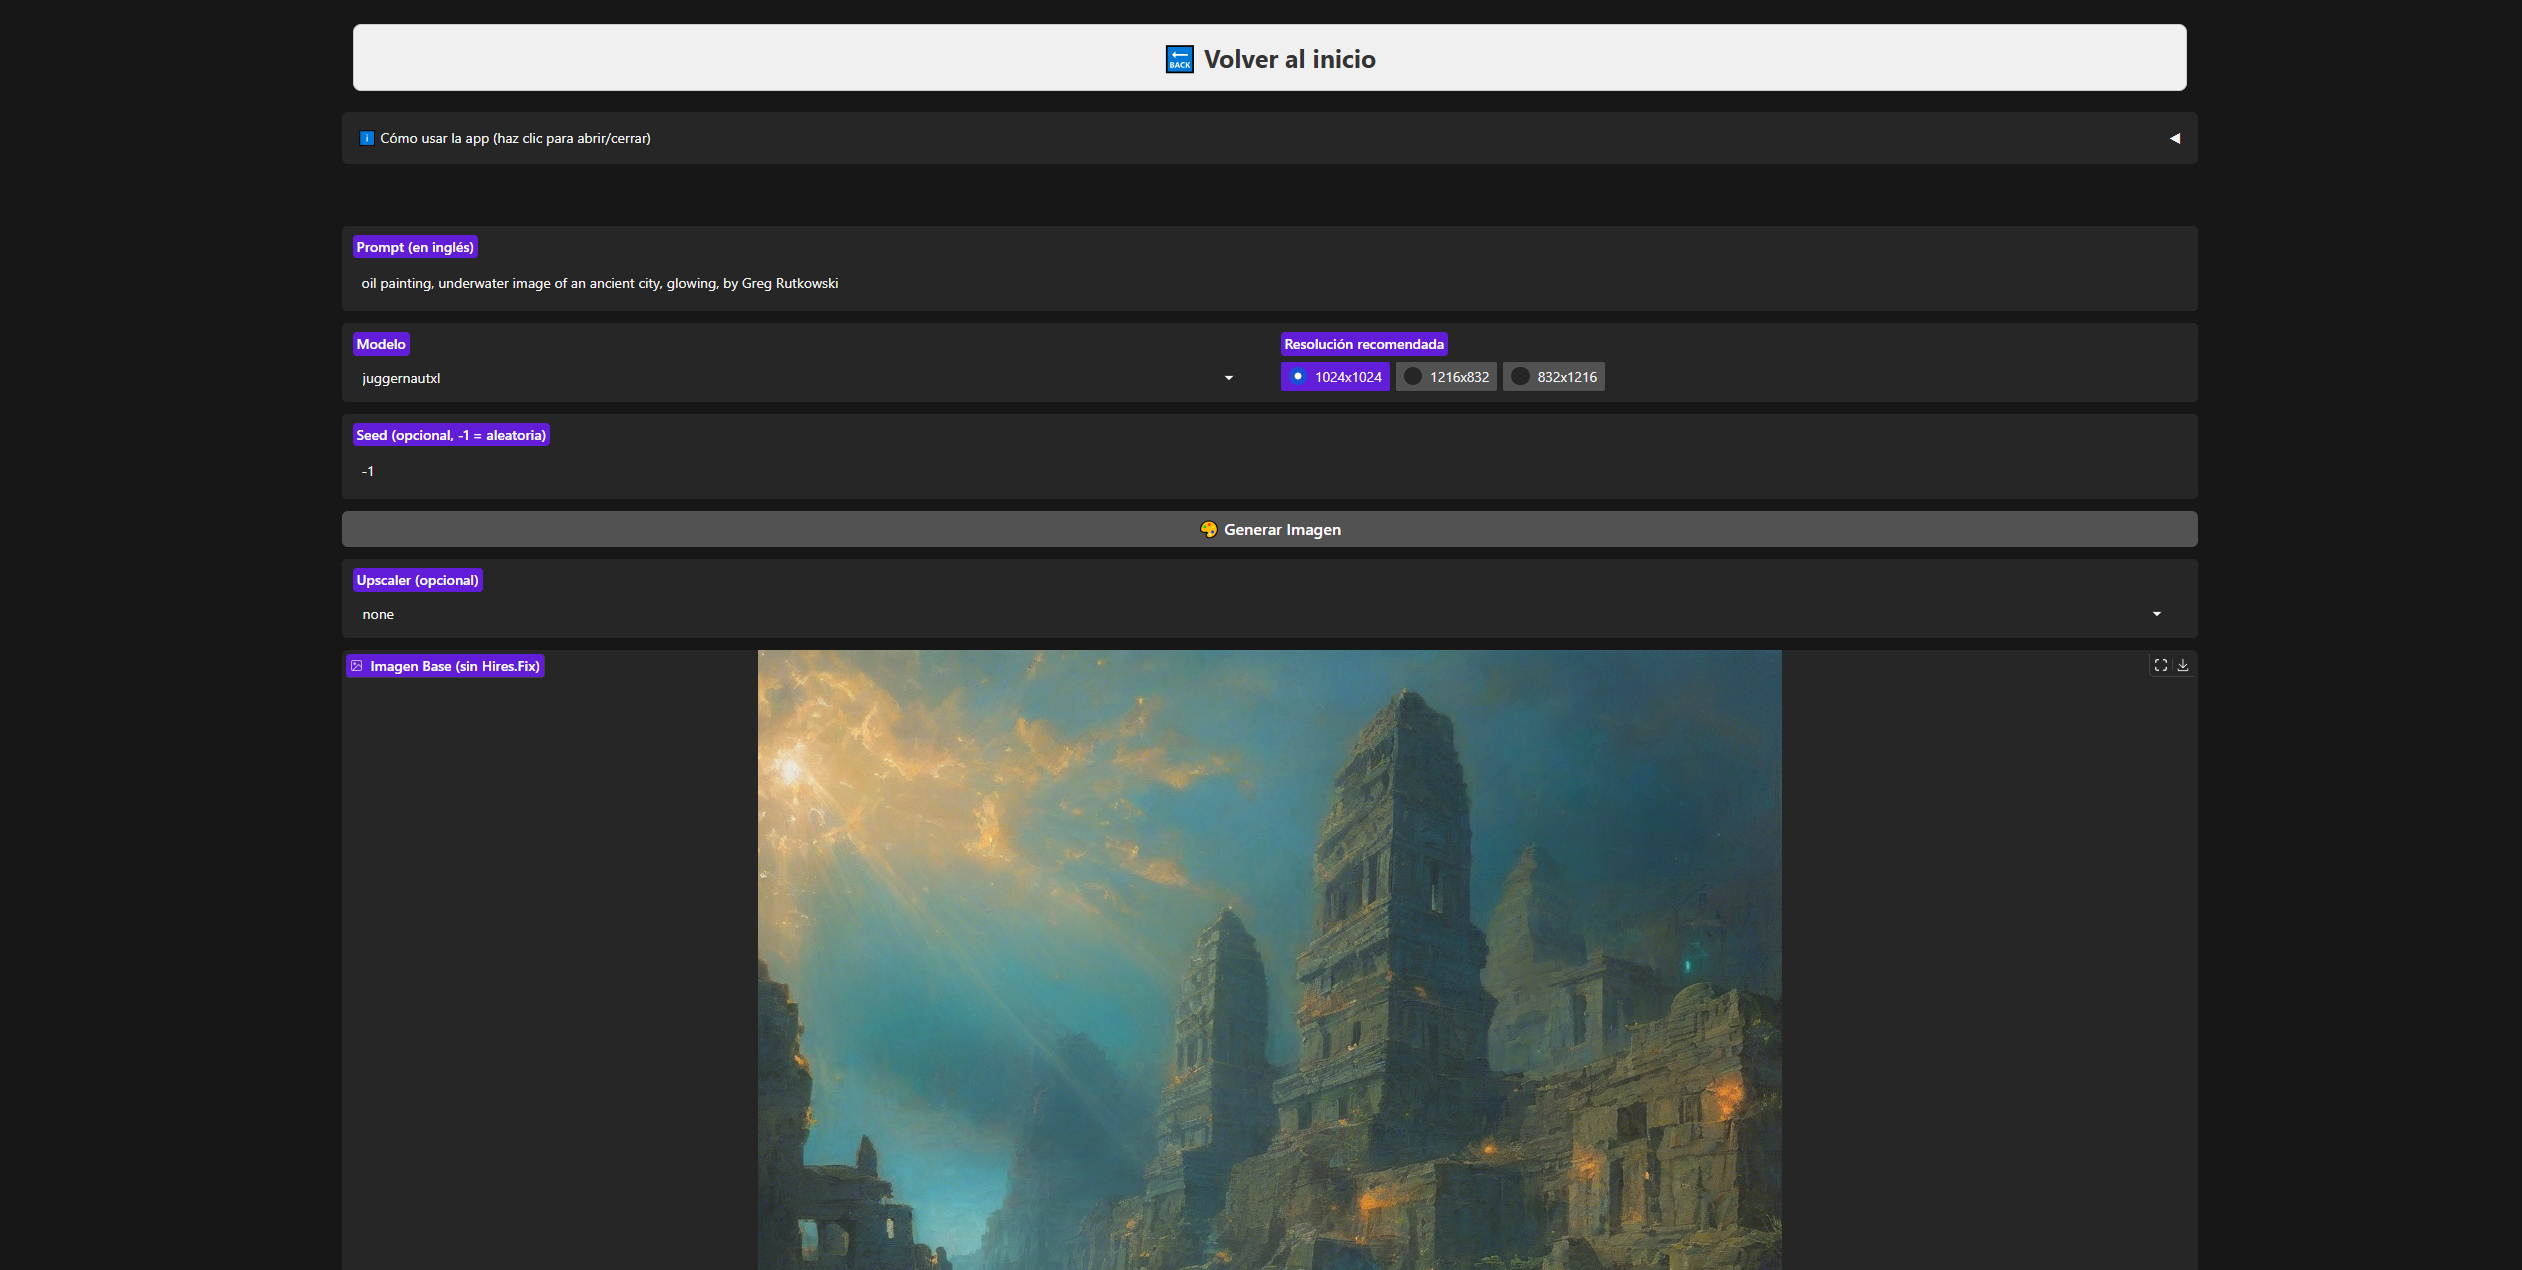 BACK Volver al inicio
i Cómo usar la app (haz clic para abrir/cerrar)
Prompt (en inglés)
oil painting, underwater image of an ancient city, glowing, by Greg Rutkowski
Modelo
juggernautxl
Resolución recomendada
1024x1024 1216x832 832x1216
Seed (opcional, -1 = aleatoria)
-1
Generar Imagen
Upscaler (opcional)
none
Imagen Base (sin Hires.Fix)